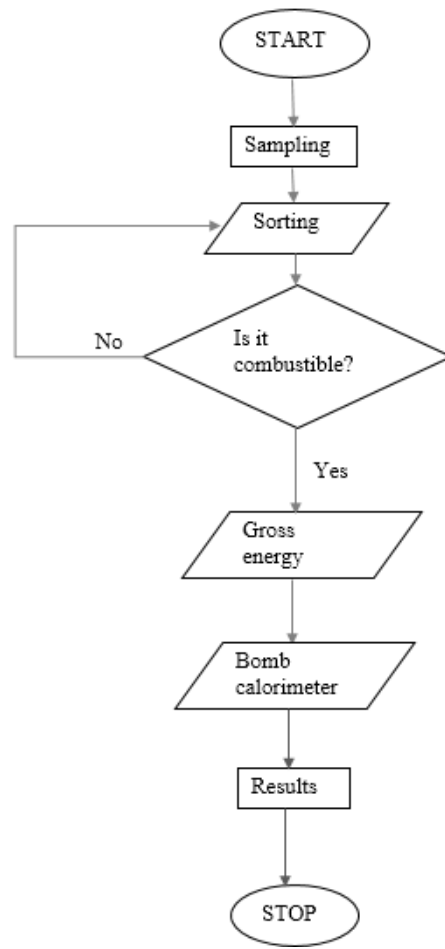 START
Sampling
Sorting
Is it
combustible?
No
Yes
Gross
energy
Bomb
calorimeter
Results
STOP